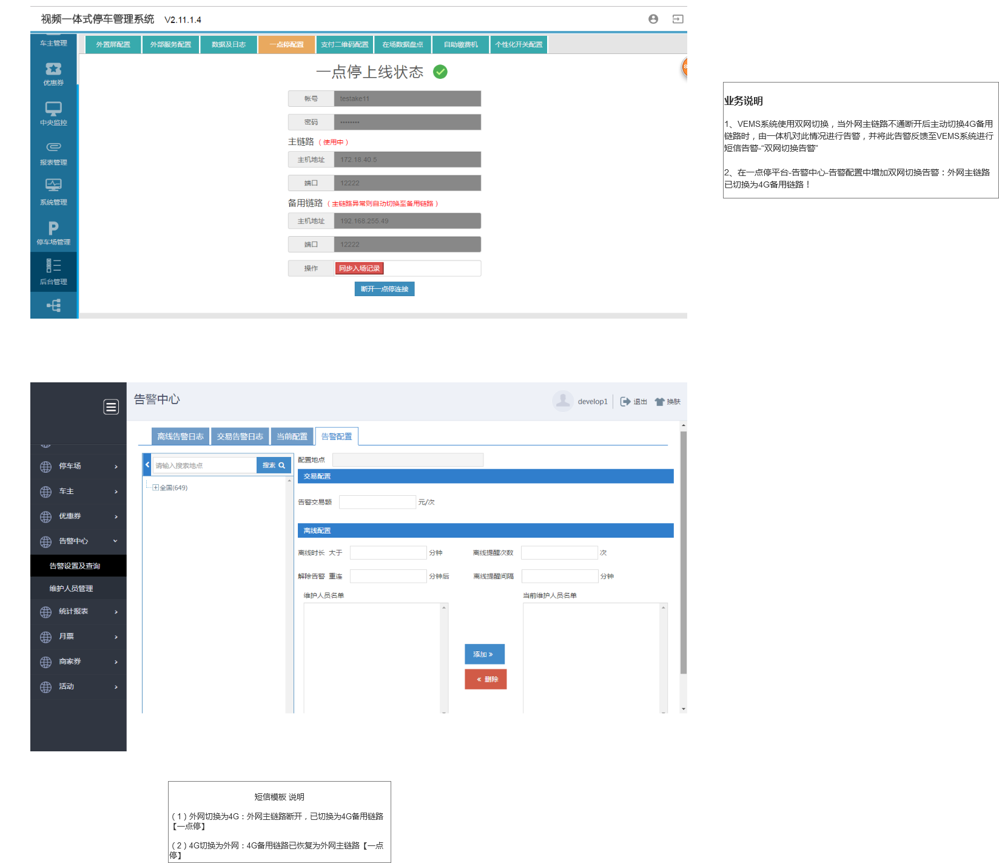 视频一体式停车管理系统 V2.11.1.4
车主管理
优惠券
中央监控
报表管理
系统管理
停车场管理
后台管理
外置屏配置 外部服务配置 数据及日志 一点停配置 支付二维码配置 在场数据盘点 自助缴费机 个性化开关配置
一点停上线状态
帐号 testake11
密码 ••••••••
主链路（使用中）
主机地址 172.18.40.5
端口 12222
备用链路（主链路异常则自动切换至备用链路）
主机地址 192.168.255.49
端口 12222
操作 同步入场记录
断开一点停连接
业务说明
1、VEMS系统使用双网切换，当外网主链路不通断开后主动切换4G备用
链路时，由一体机对此情况进行告警，并将此告警反馈至VEMS系统进行
短信告警-“双网切换告警”
2、在一点停平台-告警中心-告警配置中增加双网切换告警：外网主链路
已切换为4G备用链路！
告警中心
develop1 退出 换肤
停车场
车主
优惠券
告警中心
告警设置及查询
维护人员管理
统计报表
月票
商家券
活动
离线告警日志 交易告警日志 当前配置 告警配置
请输入搜索地点 搜索
全国(649)
配置地点
交易配置
告警交易额 元/次
离线配置
离线时长 大于 分钟 离线提醒次数 次
解除告警 重连 分钟后 离线提醒间隔 分钟
维护人员名单 当前维护人员名单
添加 »
« 删除
短信模板 说明
（1）外网切换为4G：外网主链路断开，已切换为4G备用链路
【一点停】
（2）4G切换为外网：4G备用链路已恢复为外网主链路【一点
停】